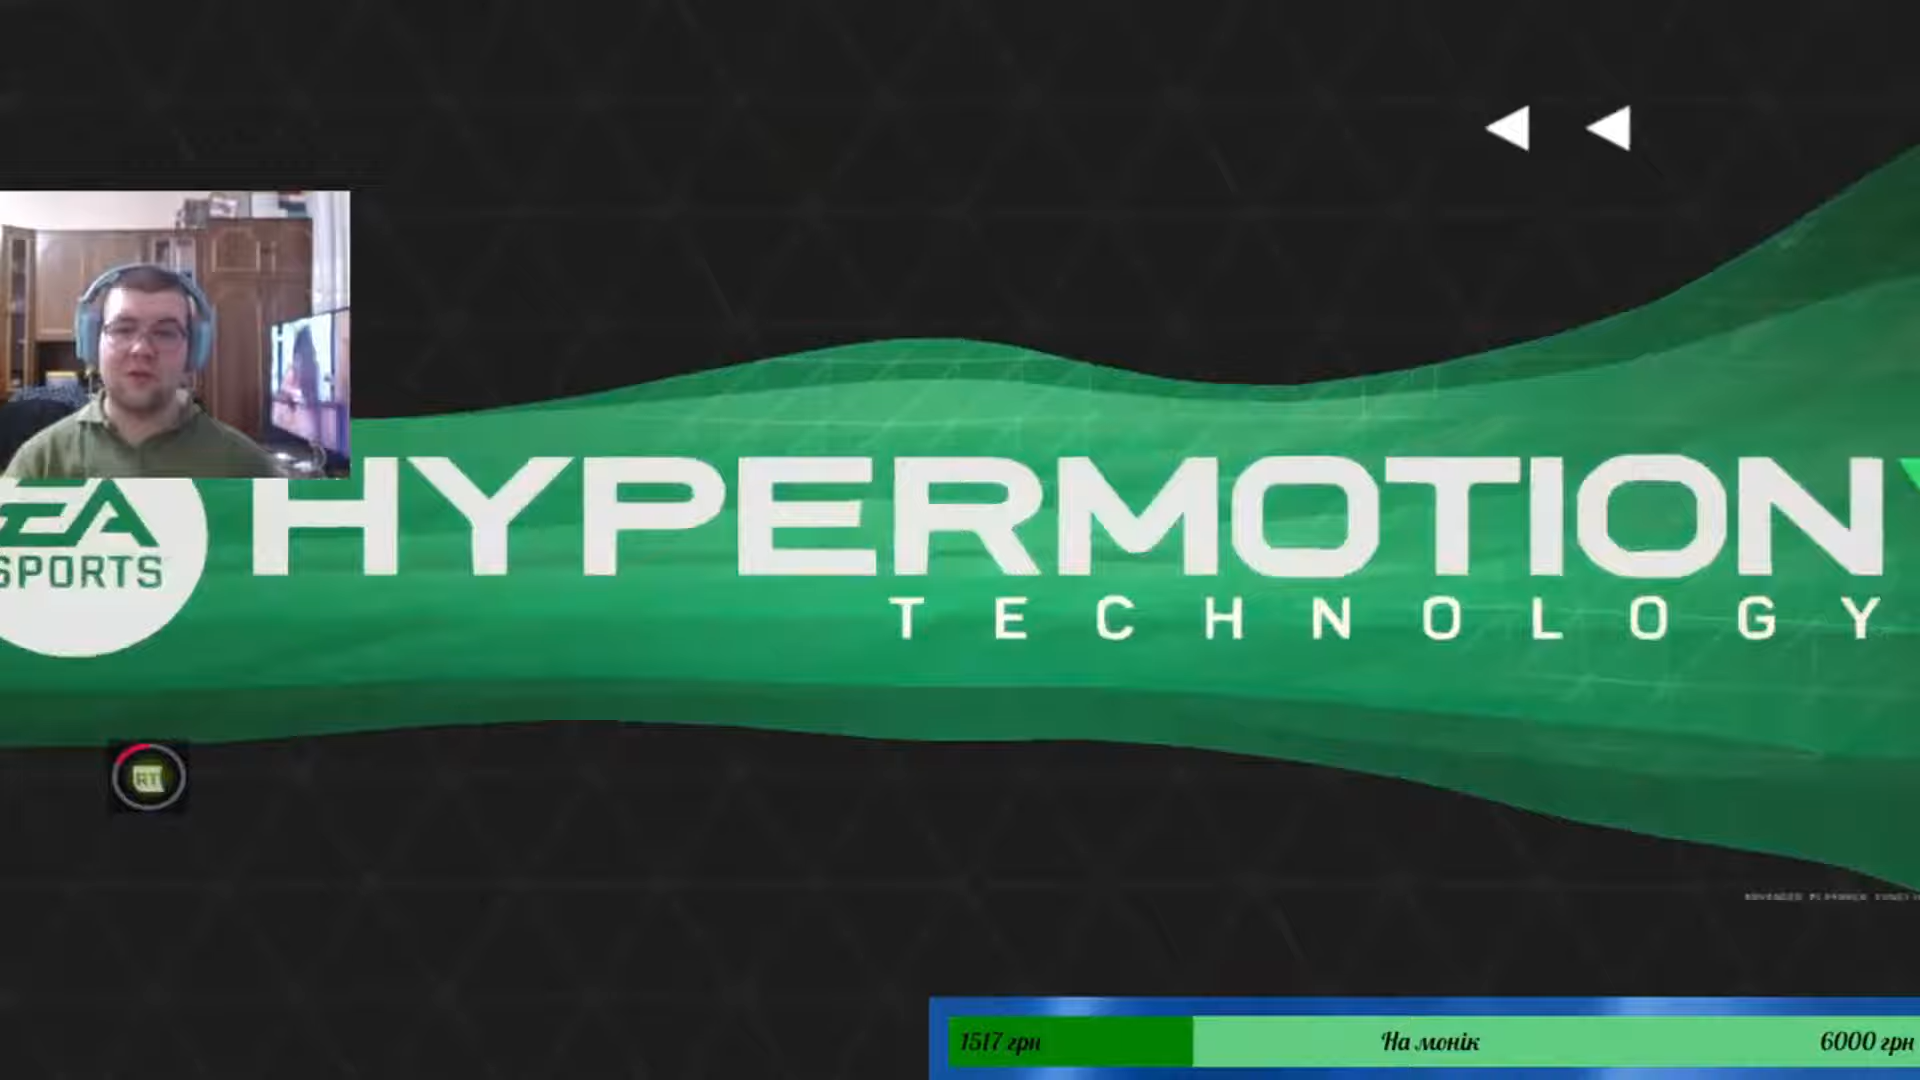 EA
SPORTS
HYPERMOTION
TECHNOLOGY
RT
1517 грн
На монік
6000 грн